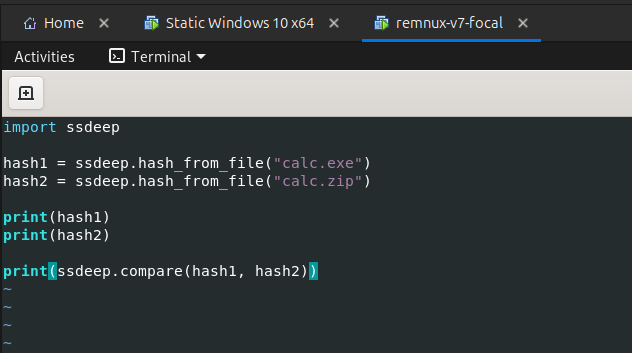 Home × Static Windows 10 x64 × remnux-v7-focal ×
Activities Terminal
import ssdeep
hash1 = ssdeep.hash_from_file("calc.exe")
hash2 = ssdeep.hash_from_file("calc.zip")
print(hash1)
print(hash2)
print(ssdeep.compare(hash1, hash2))
~
~
~
~